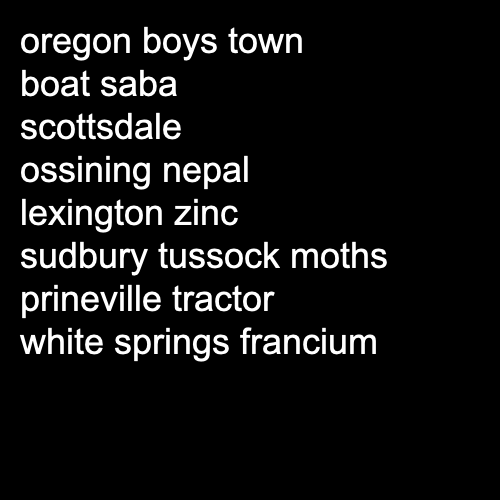 oregon boys town
boat saba
scottsdale
ossining nepal
lexington zinc
sudbury tussock moths
prineville tractor
white springs francium